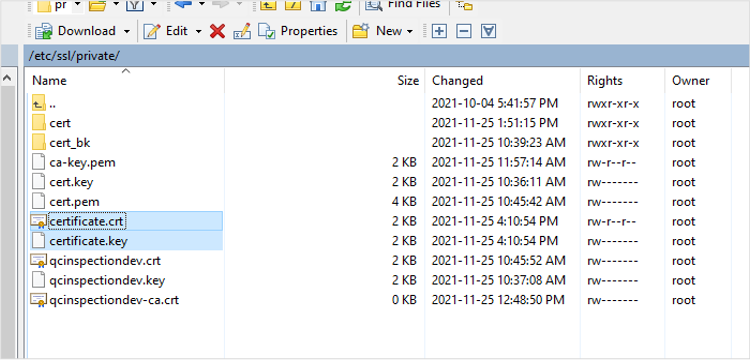 pr Find Files
Download Edit Properties New
/etc/ssl/private/
Name Size Changed Rights Owner
.. 2021-10-04 5:41:57 PM rwxr-xr-x root
cert 2021-11-25 1:51:15 PM rwxr-xr-x root
cert_bk 2021-11-25 10:39:23 AM rwxr-xr-x root
ca-key.pem 2 KB 2021-11-25 11:57:14 AM rw-r--r-- root
cert.key 2 KB 2021-11-25 10:36:11 AM rw------- root
cert.pem 4 KB 2021-11-25 10:45:42 AM rw------- root
certificate.crt 2 KB 2021-11-25 4:10:54 PM rw-r--r-- root
certificate.key 2 KB 2021-11-25 4:10:54 PM rw------- root
qcinspectiondev.crt 2 KB 2021-11-25 10:45:52 AM rw------- root
qcinspectiondev.key 2 KB 2021-11-25 10:37:08 AM rw------- root
qcinspectiondev-ca.crt 0 KB 2021-11-25 12:48:50 PM rw------- root